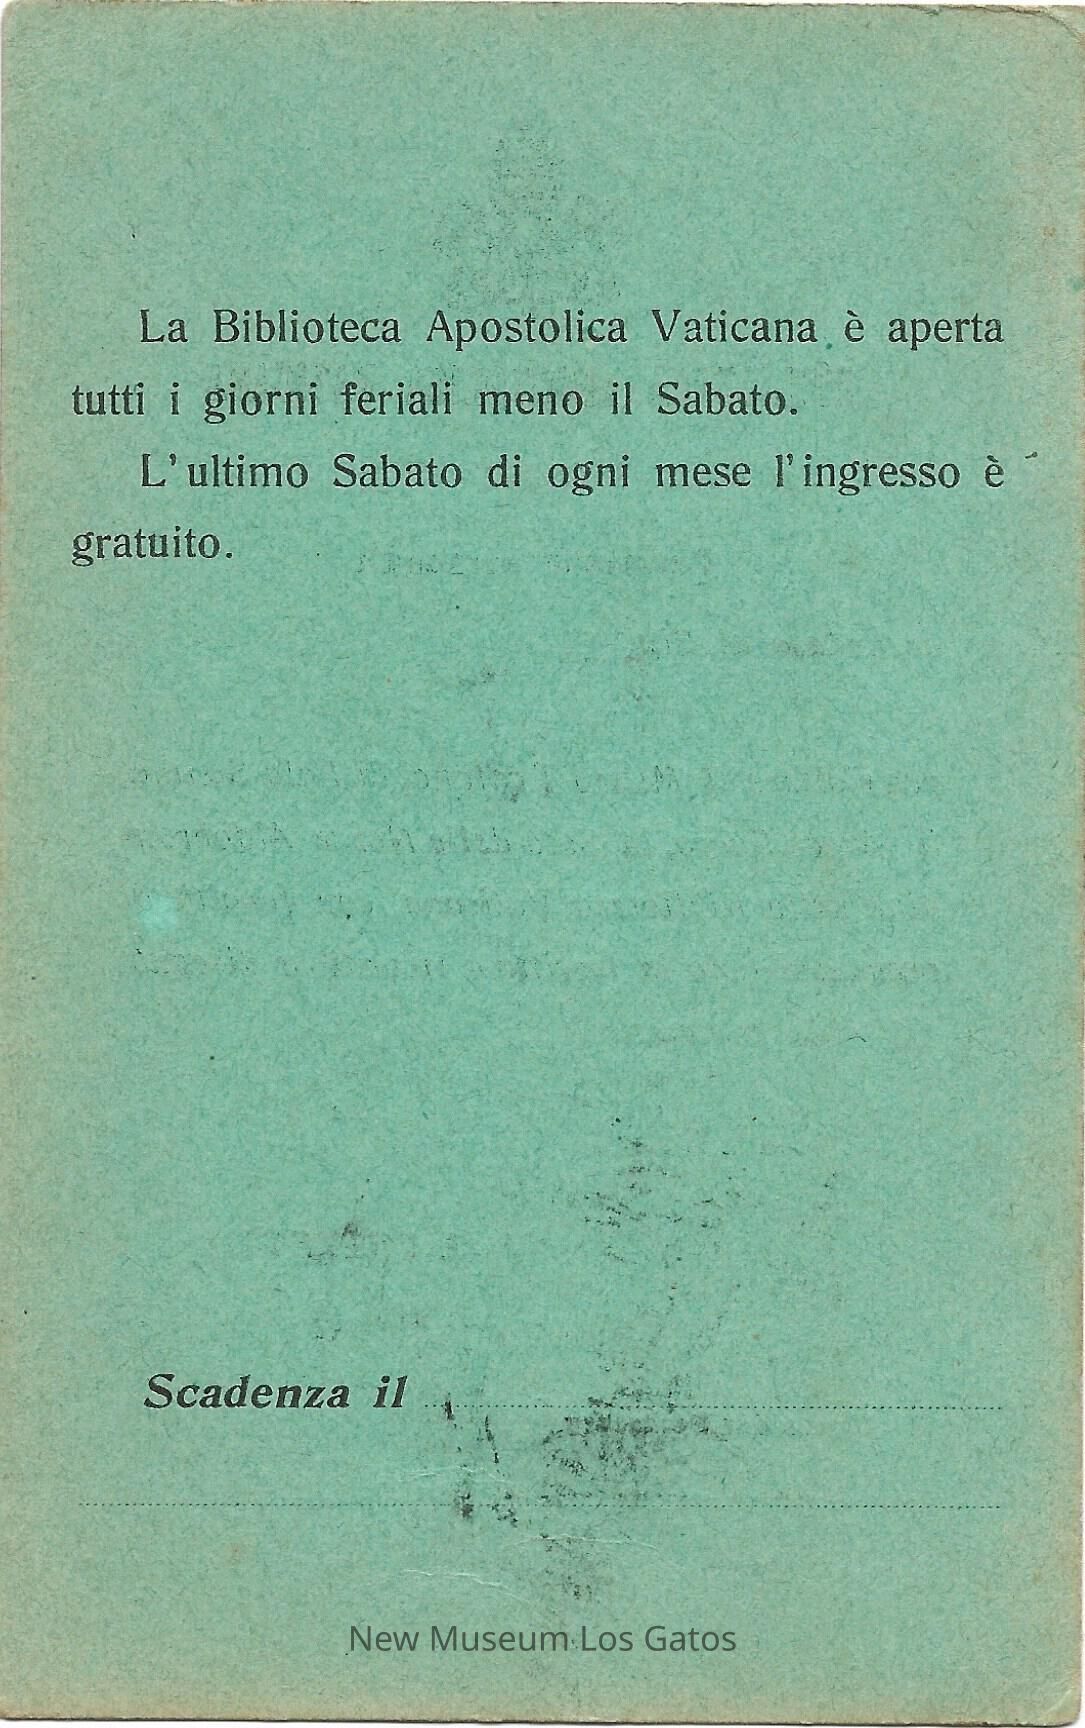 La Biblioteca Apostolica Vaticana è aperta
tutti i giorni feriali meno il Sabato.
L'ultimo Sabato di ogni mese l'ingresso è
gratuito.
Scadenza il
New Museum Los Gatos